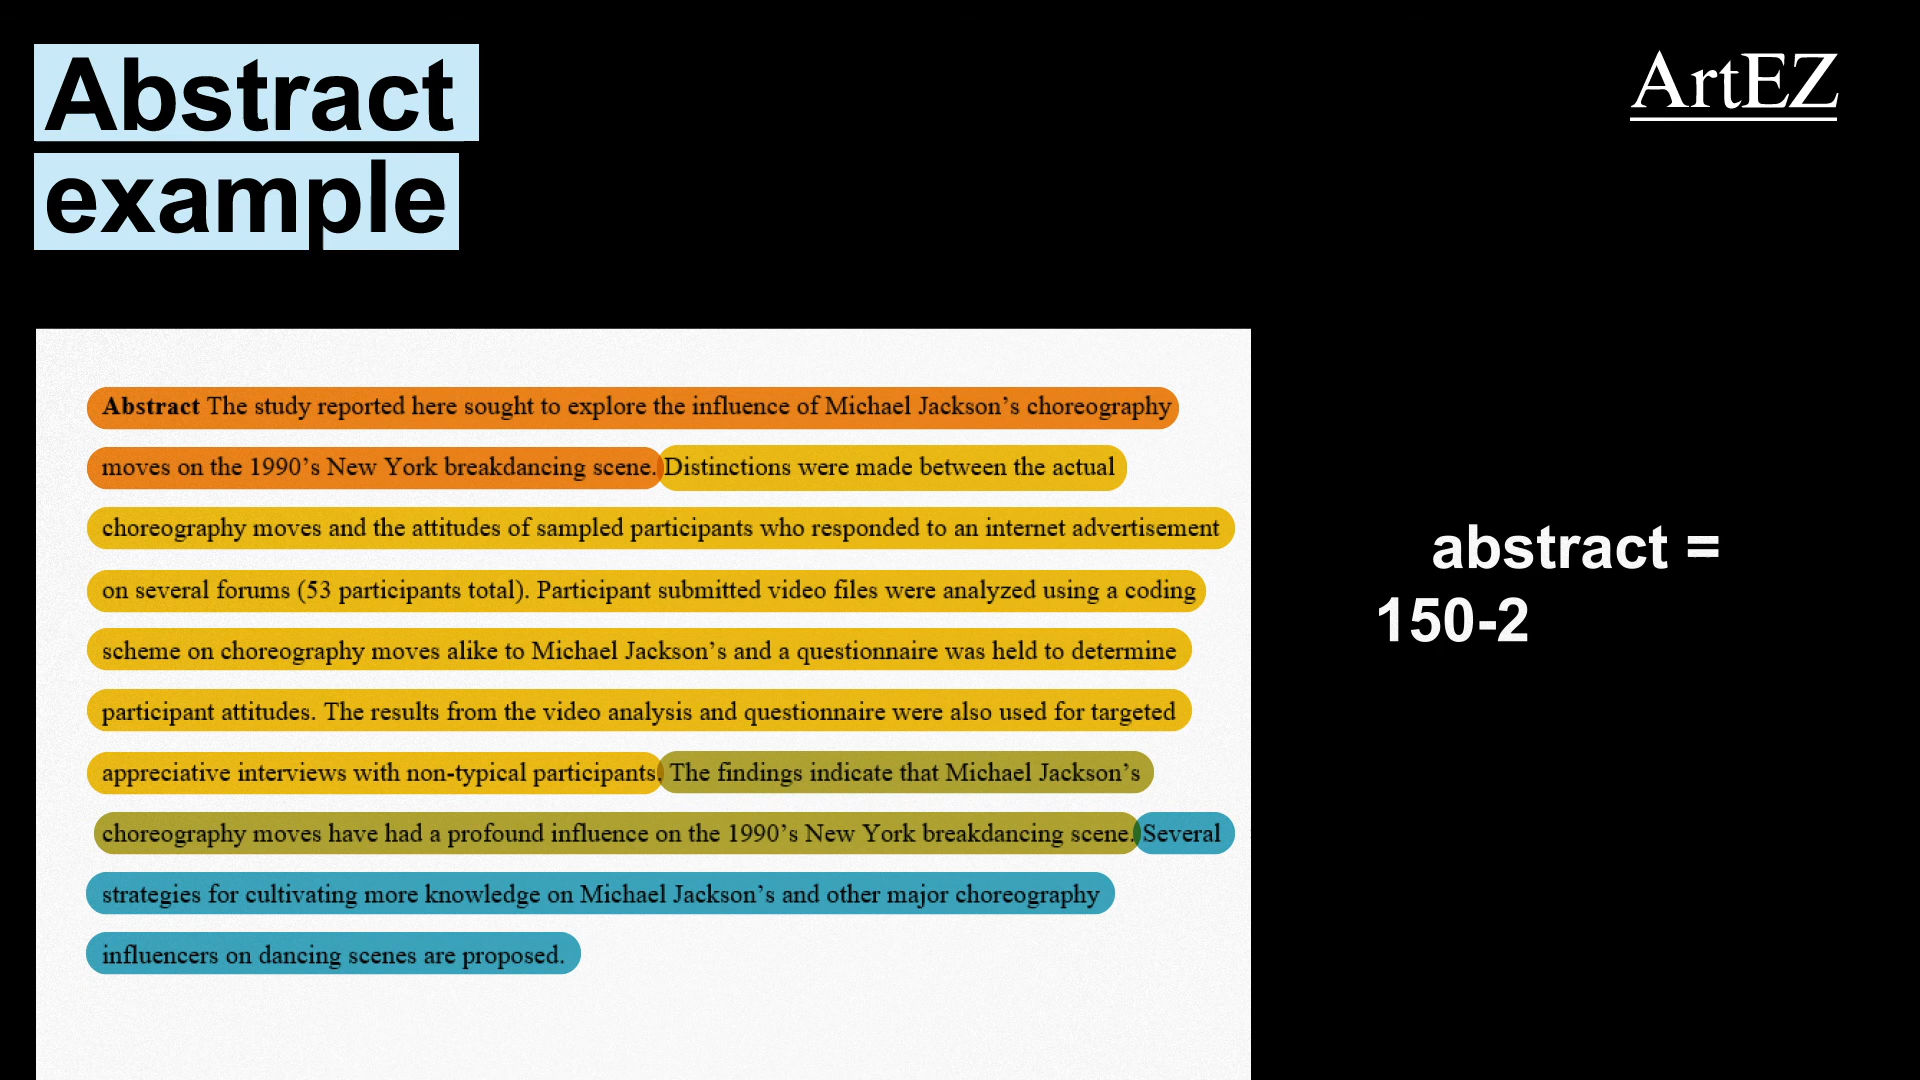 Abstract
example
ArtEZ
Abstract The study reported here sought to explore the influence of Michael Jackson’s choreography
moves on the 1990’s New York breakdancing scene. Distinctions were made between the actual
choreography moves and the attitudes of sampled participants who responded to an internet advertisement
on several forums (53 participants total). Participant submitted video files were analyzed using a coding
scheme on choreography moves alike to Michael Jackson’s and a questionnaire was held to determine
participant attitudes. The results from the video analysis and questionnaire were also used for targeted
appreciative interviews with non-typical participants. The findings indicate that Michael Jackson’s
choreography moves have had a profound influence on the 1990’s New York breakdancing scene. Several
strategies for cultivating more knowledge on Michael Jackson’s and other major choreography
influencers on dancing scenes are proposed.
abstract =
150-2